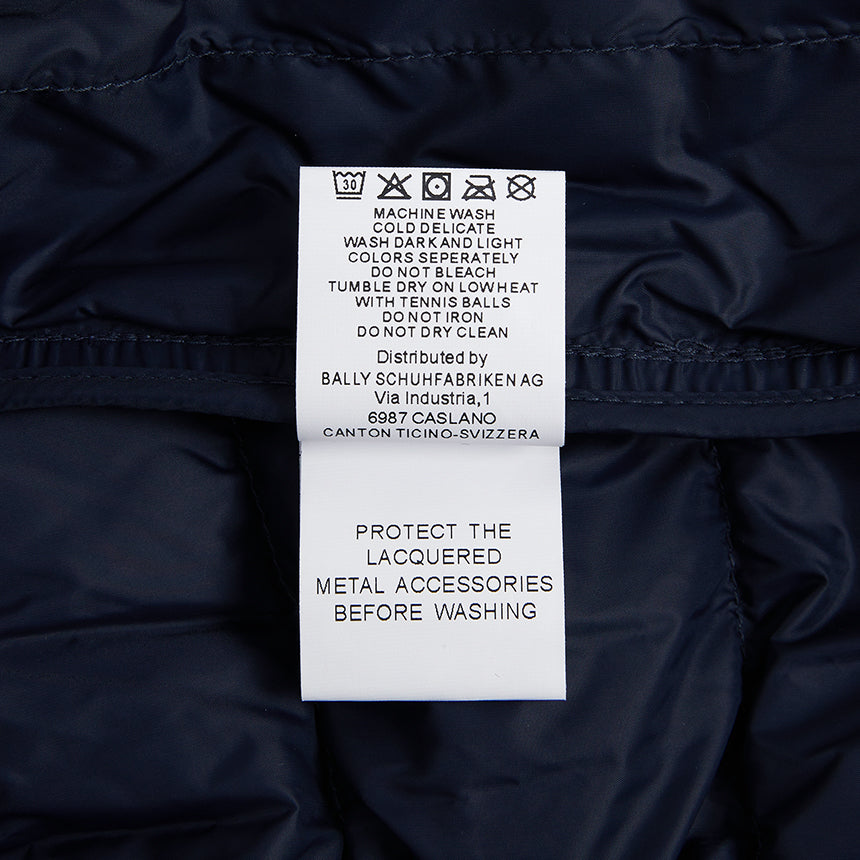 30
MACHINE WASH
COLD DELICATE
WASH DARK AND LIGHT
COLORS SEPERATELY
DO NOT BLEACH
TUMBLE DRY ON LOW HEAT
WITH TENNIS BALLS
DO NOT IRON
DO NOT DRY CLEAN
Distributed by
BALLY SCHUHFABRIKEN AG
Via Industria,1
6987 CASLANO
CANTON TICINO-SVIZZERA
PROTECT THE
LACQUERED
METAL ACCESSORIES
BEFORE WASHING